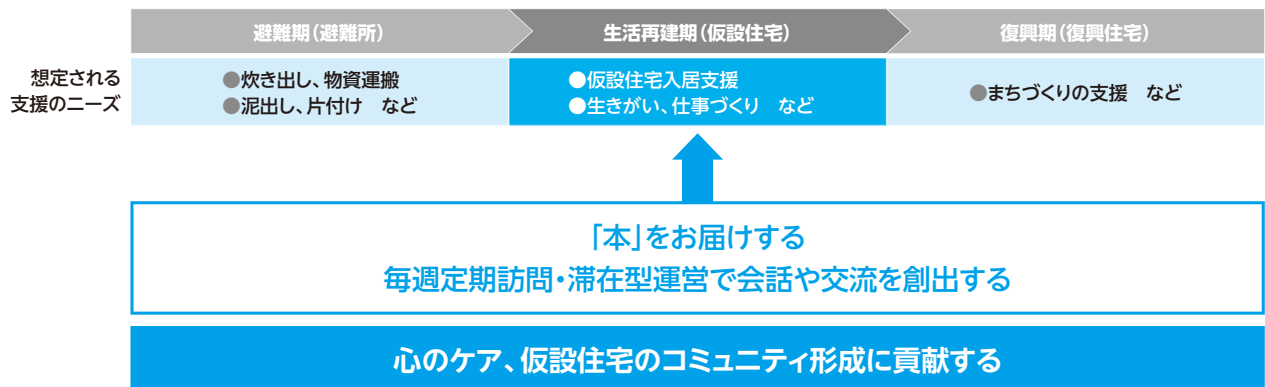 避難期(避難所)
生活再建期(仮設住宅)
復興期(復興住宅)
想定される
支援のニーズ
●炊き出し、物資運搬
●泥出し、片付け　など
●仮設住宅入居支援
●生きがい、仕事づくり　など
●まちづくりの支援　など
「本」をお届けする
毎週定期訪問・滞在型運営で会話や交流を創出する
心のケア、仮設住宅のコミュニティ形成に貢献する